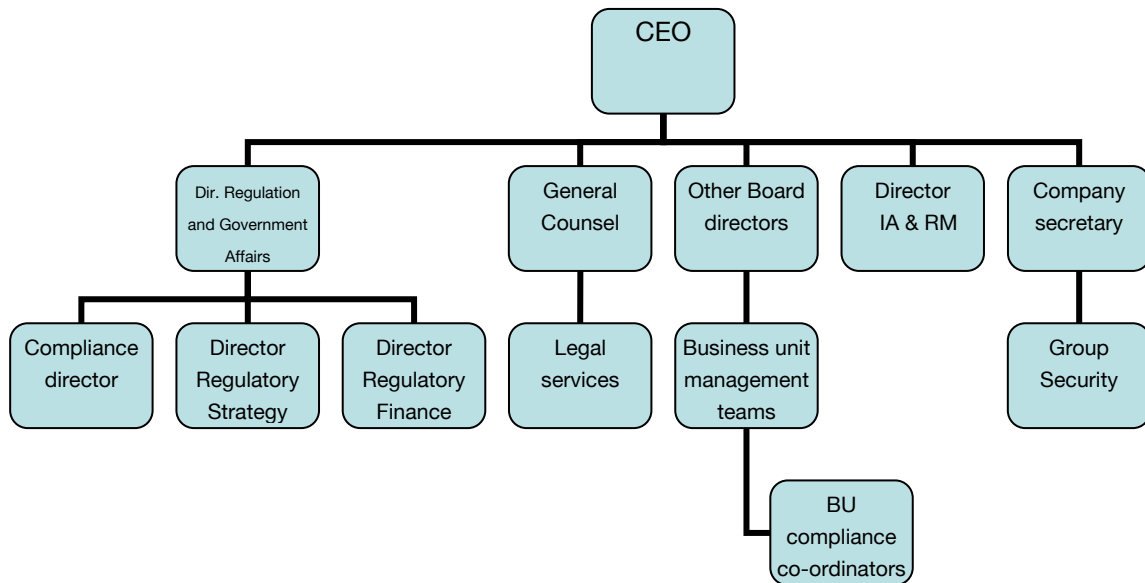 CEO
Dir. Regulation
and Government
Affairs
General
Counsel
Other Board
directors
Director
IA & RM
Company
secretary
Compliance
director
Director
Regulatory
Strategy
Director
Regulatory
Finance
Legal
services
Business unit
management
teams
Group
Security
BU
compliance
co-ordinators